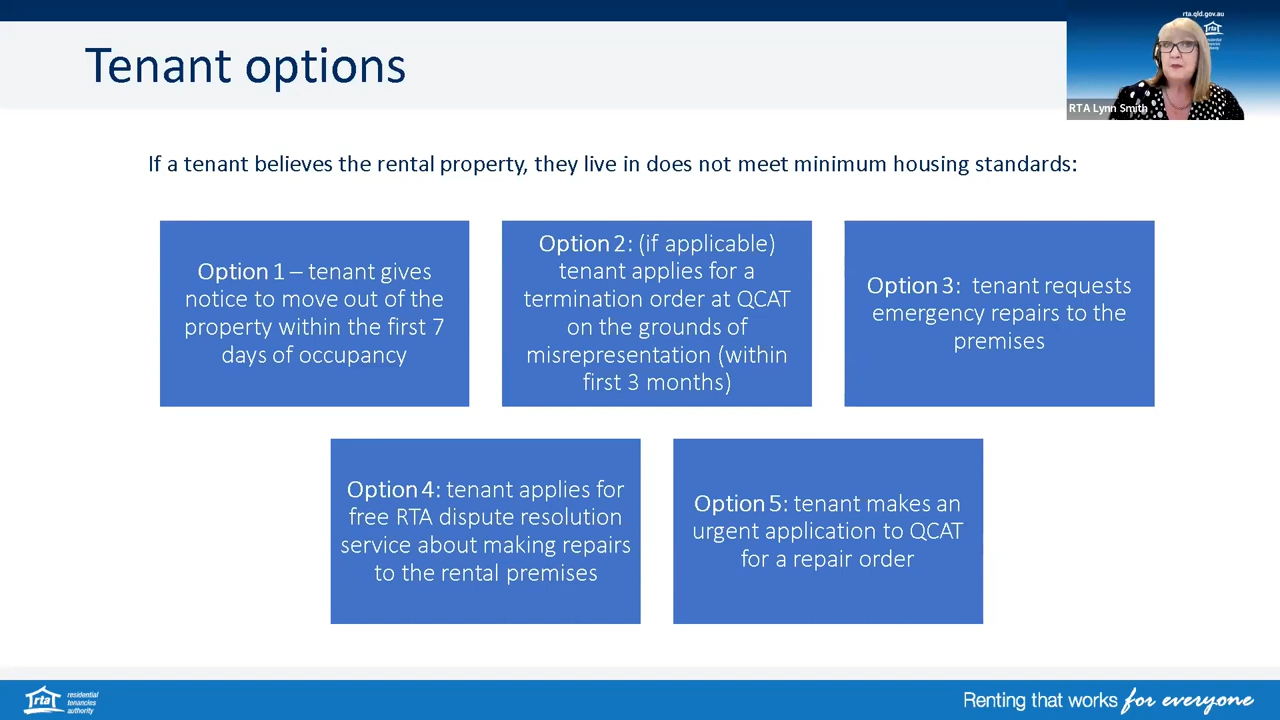 rta.qld.gov.au
rta
residential
tenancies
authority
RTA Lynn Smith
Tenant options
If a tenant believes the rental property, they live in does not meet minimum housing standards:
Option 1 – tenant gives
notice to move out of the
property within the first 7
days of occupancy
Option 2: (if applicable)
tenant applies for a
termination order at QCAT
on the grounds of
misrepresentation (within
first 3 months)
Option 3:  tenant requests
emergency repairs to the
premises
Option 4: tenant applies for
free RTA dispute resolution
service about making repairs
to the rental premises
Option 5: tenant makes an
urgent application to QCAT
for a repair order
rta
residential
tenancies
authority
Renting that works for everyone